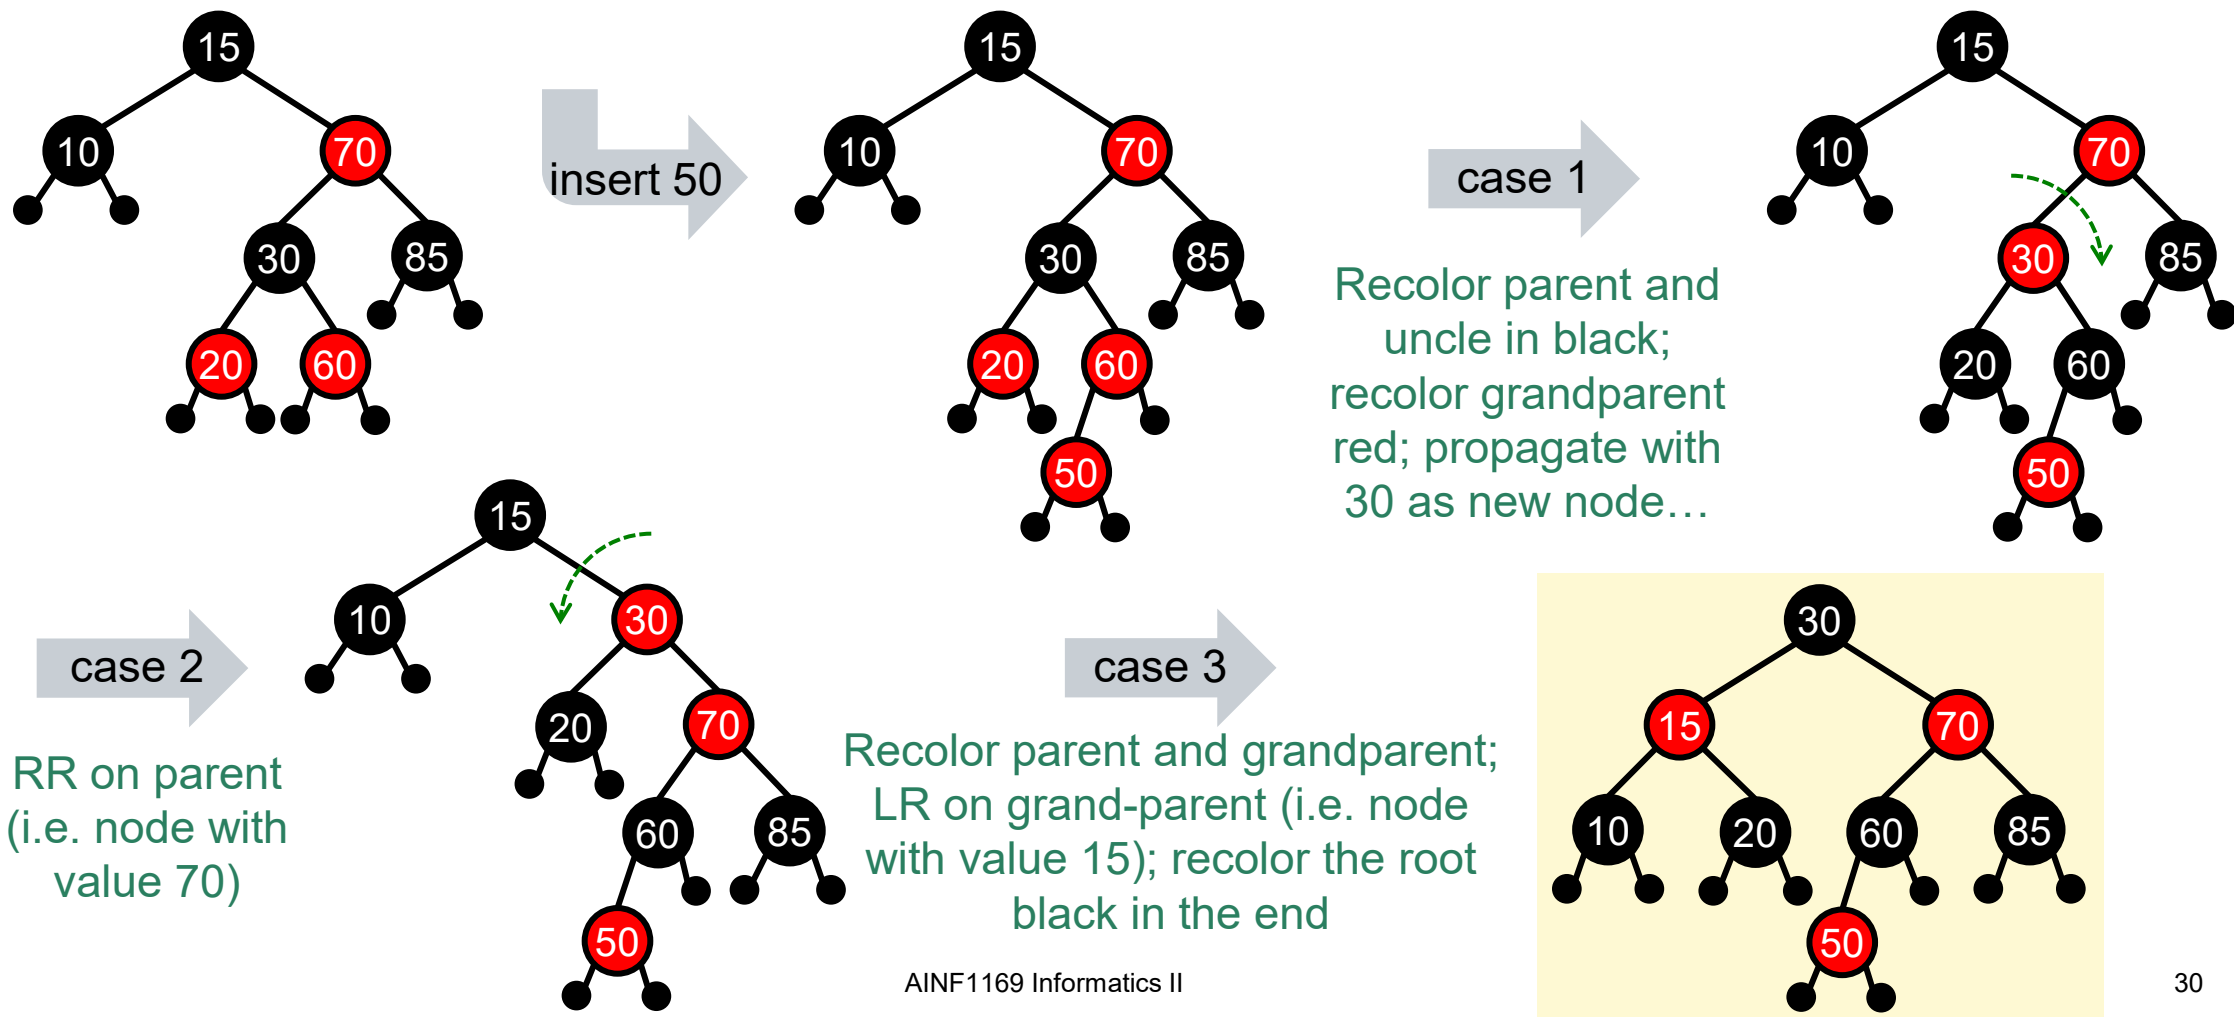 15
10
70
30
85
20
60
insert 50
15
10
70
30
85
20
60
50
case 1
Recolor parent and
uncle in black;
recolor grandparent
red; propagate with
30 as new node…
15
10
70
30
85
20
60
50
case 2
RR on parent
(i.e. node with
value 70)
15
10
30
20
70
60
85
50
case 3
Recolor parent and grandparent;
LR on grand-parent (i.e. node
with value 15); recolor the root
black in the end
30
15
70
10
20
60
85
50
AINF1169 Informatics II
30